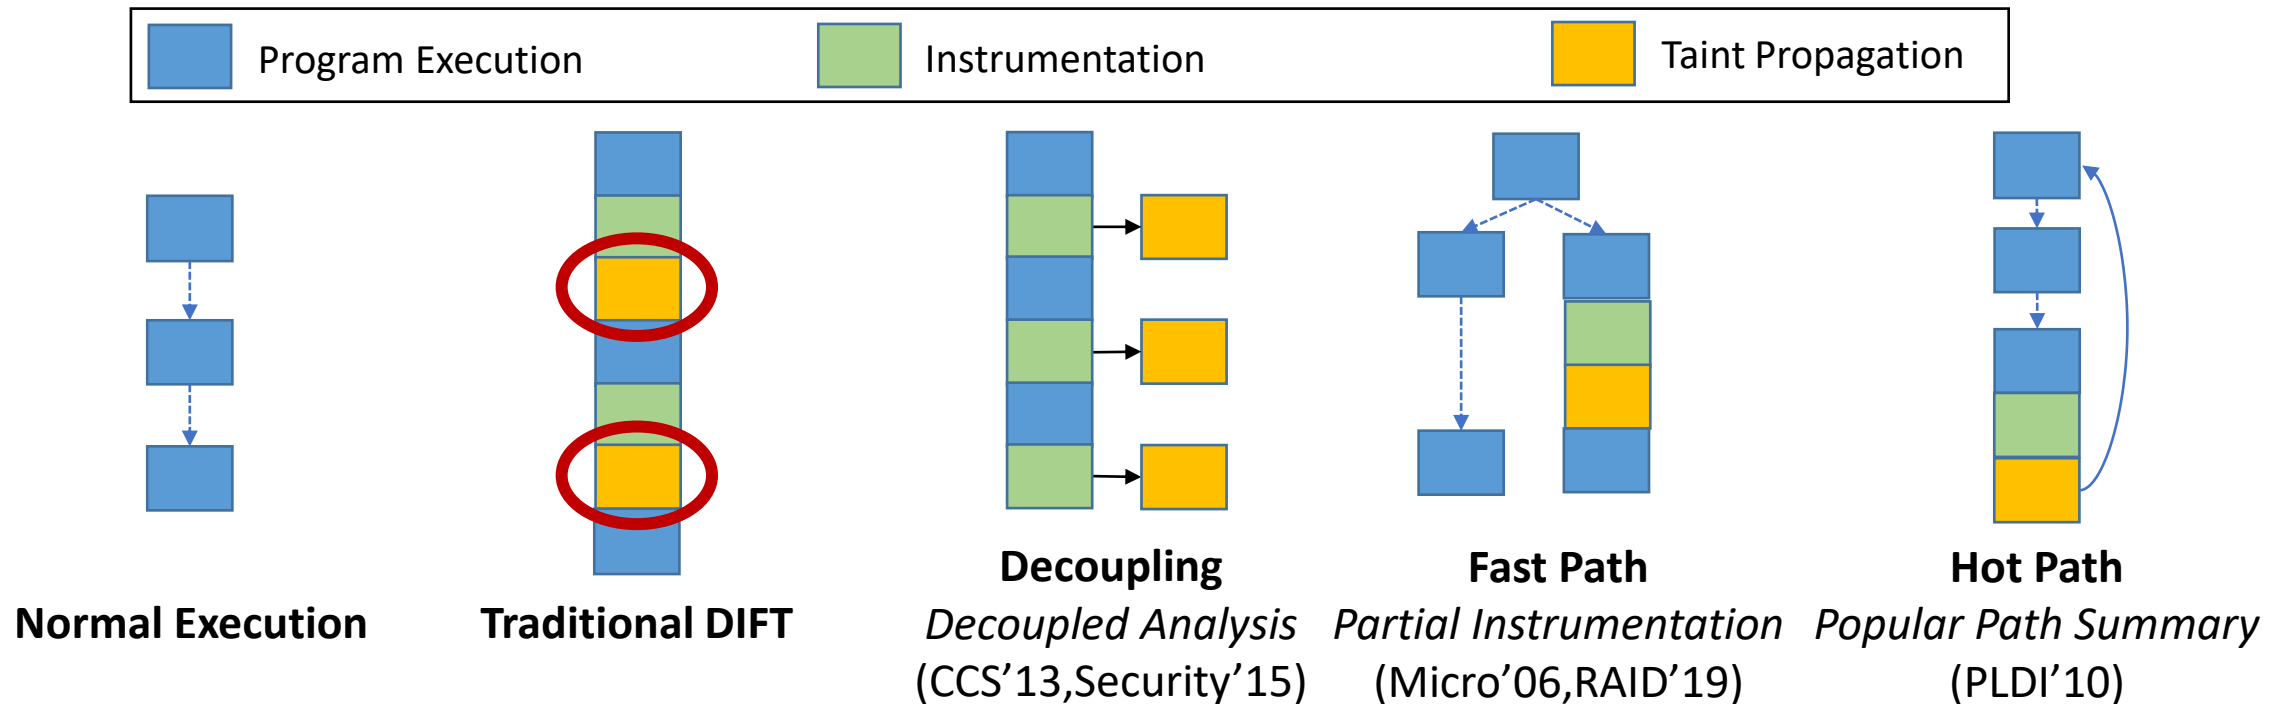 Program Execution
Instrumentation
Taint Propagation
Normal Execution
Traditional DIFT
Decoupling
Decoupled Analysis
(CCS’13,Security’15)
Fast Path
Partial Instrumentation
(Micro’06,RAID’19)
Hot Path
Popular Path Summary
(PLDI’10)